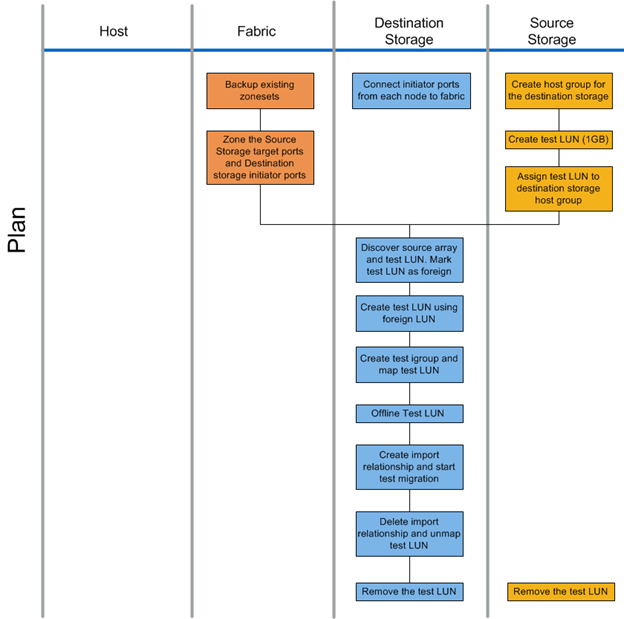 Host
Fabric
Destination
Storage
Source
Storage
Plan
Backup existing
zonesets
Connect initiator ports
from each node to fabric
Create host group for
the destination storage
Zone the Source
Storage target ports
and Destination
storage initiator ports
Create test LUN (1GB)
Assign test LUN to
destination storage
host group
Discover source array
and test LUN. Mark
test LUN as foreign
Create test LUN using
foreign LUN
Create test igroup and
map test LUN
Offline Test LUN
Create import
relationship and start
test migration
Delete import
relationship and unmap
test LUN
Remove the test LUN
Remove the test LUN